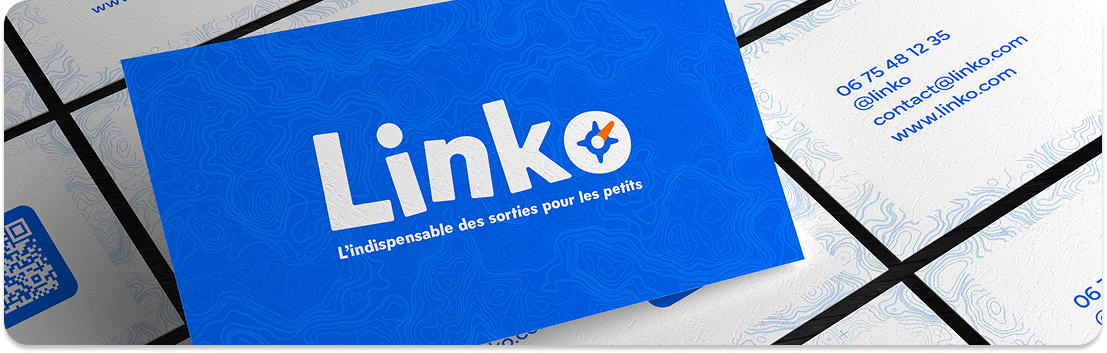 Linko
L'indispensable des sorties pour les petits
06 75 48 12 35
@linko
contact@linko.com
www.linko.com